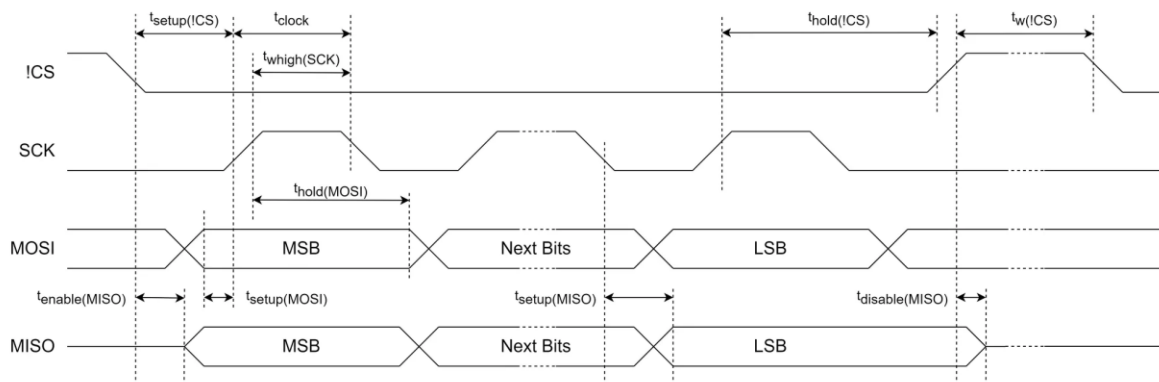 tsetup(!CS) tclock thold(!CS) tw(!CS)
twhigh(SCK)
!CS
SCK
thold(MOSI)
MOSI MSB Next Bits LSB
tenable(MISO) tsetup(MOSI) tsetup(MISO) tdisable(MISO)
MISO MSB Next Bits LSB